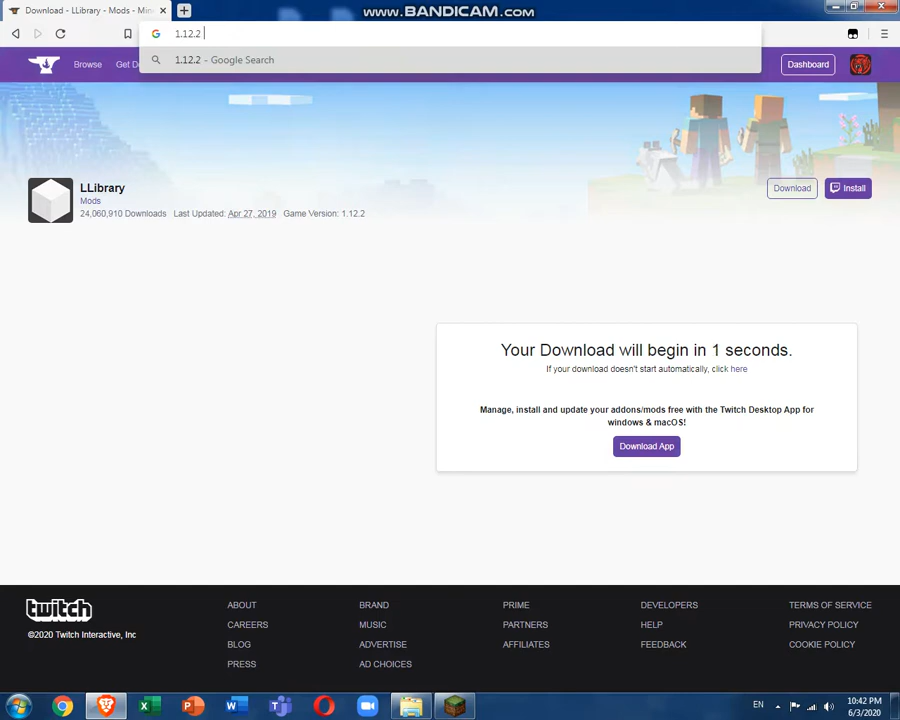 Download - LLibrary - Mods - Min
WWW.BANDICAM.COM
1.12.2
1.12.2 - Google Search
Browse
Get De
Dashboard
LLibrary
Mods
24,060,910 Downloads Last Updated: Apr 27, 2019 Game Version: 1.12.2
Download
Install
Your Download will begin in 1 seconds.
If your download doesn't start automatically, click here
Manage, install and update your addons/mods free with the Twitch Desktop App for
windows & macOS!
Download App
twitch
©2020 Twitch Interactive, Inc
ABOUT
CAREERS
BLOG
PRESS
BRAND
MUSIC
ADVERTISE
AD CHOICES
PRIME
PARTNERS
AFFILIATES
DEVELOPERS
HELP
FEEDBACK
TERMS OF SERVICE
PRIVACY POLICY
COOKIE POLICY
EN
10:42 PM
6/3/2020